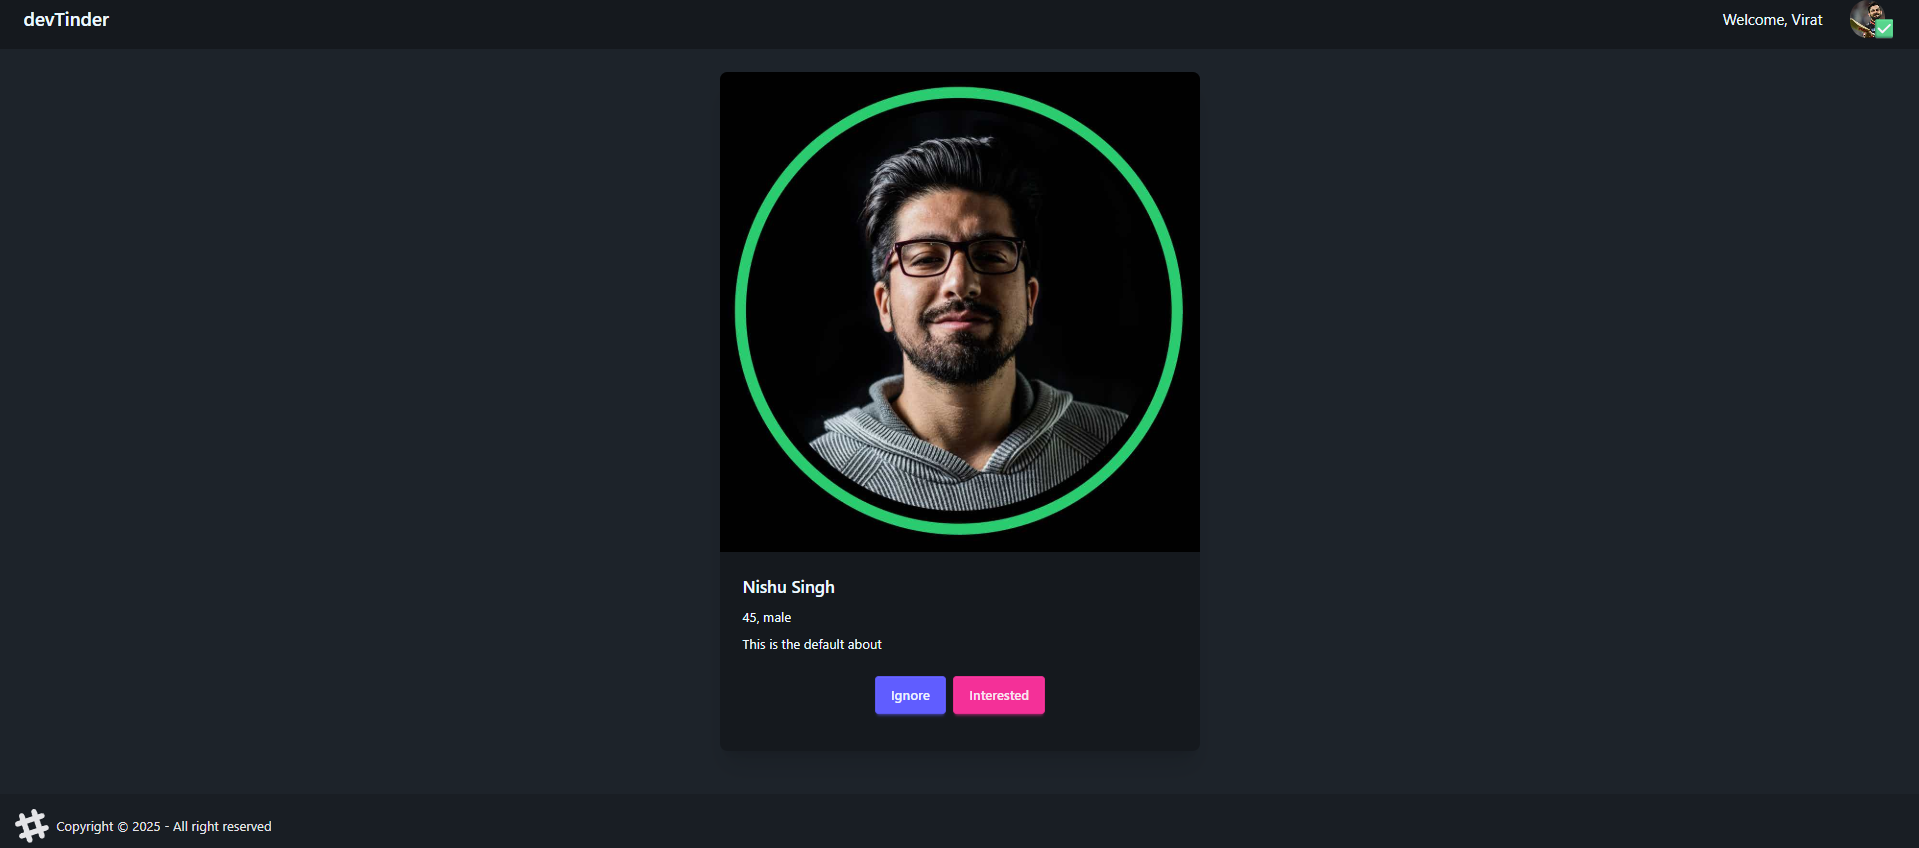 devTinder
Welcome, Virat
Nishu Singh
45, male
This is the default about
Ignore
Interested
Copyright © 2025 - All right reserved